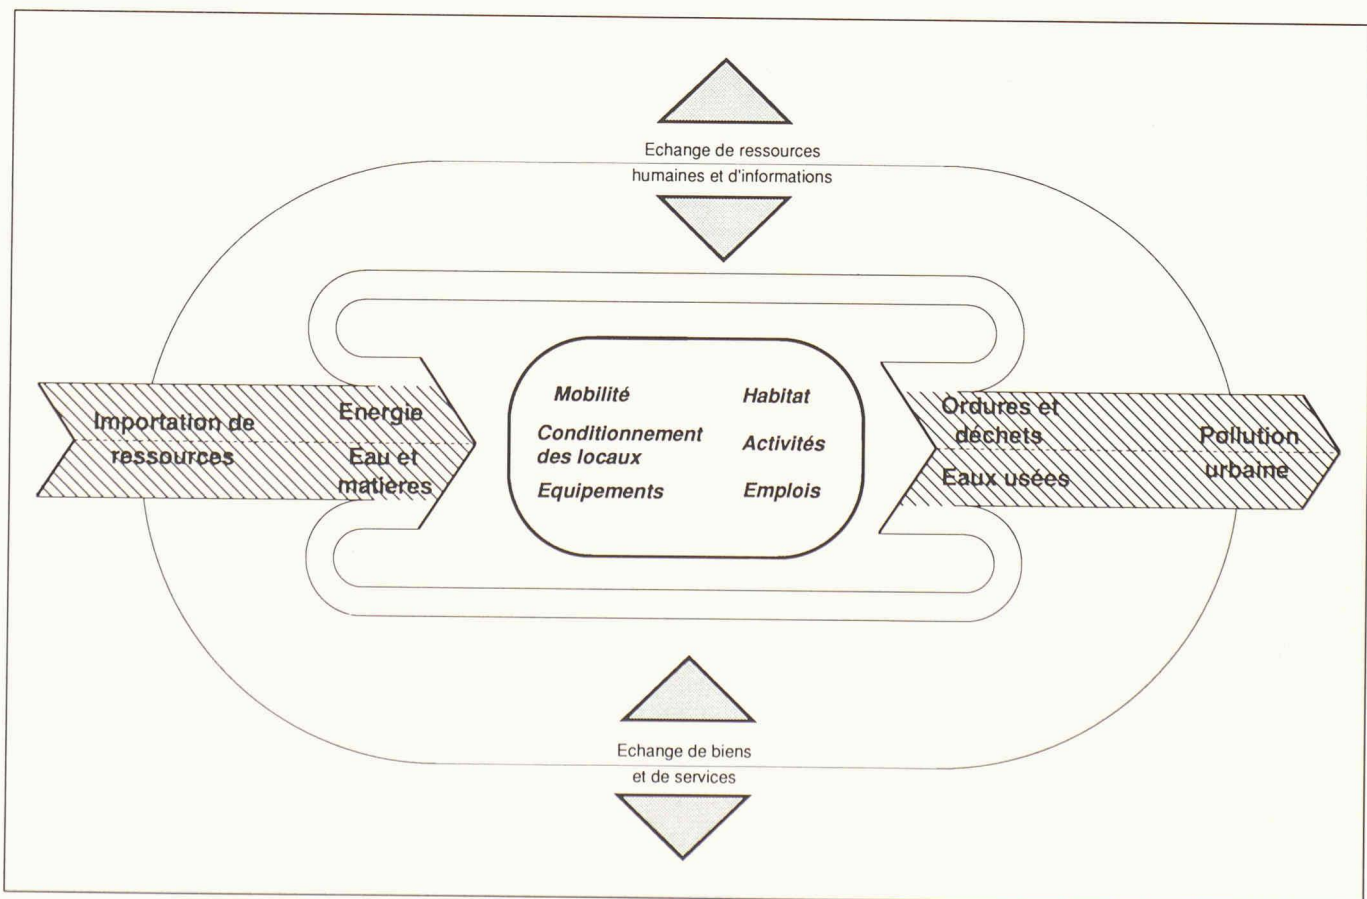 Echange de ressources
humaines et d'informations
Importation de
ressources
Energie
Eau et
matières
Mobilité
Habitat
Conditionnement
des locaux
Activités
Equipements
Emplois
Ordures et
déchets
Eaux usées
Pollution
urbaine
Echange de biens
et de services